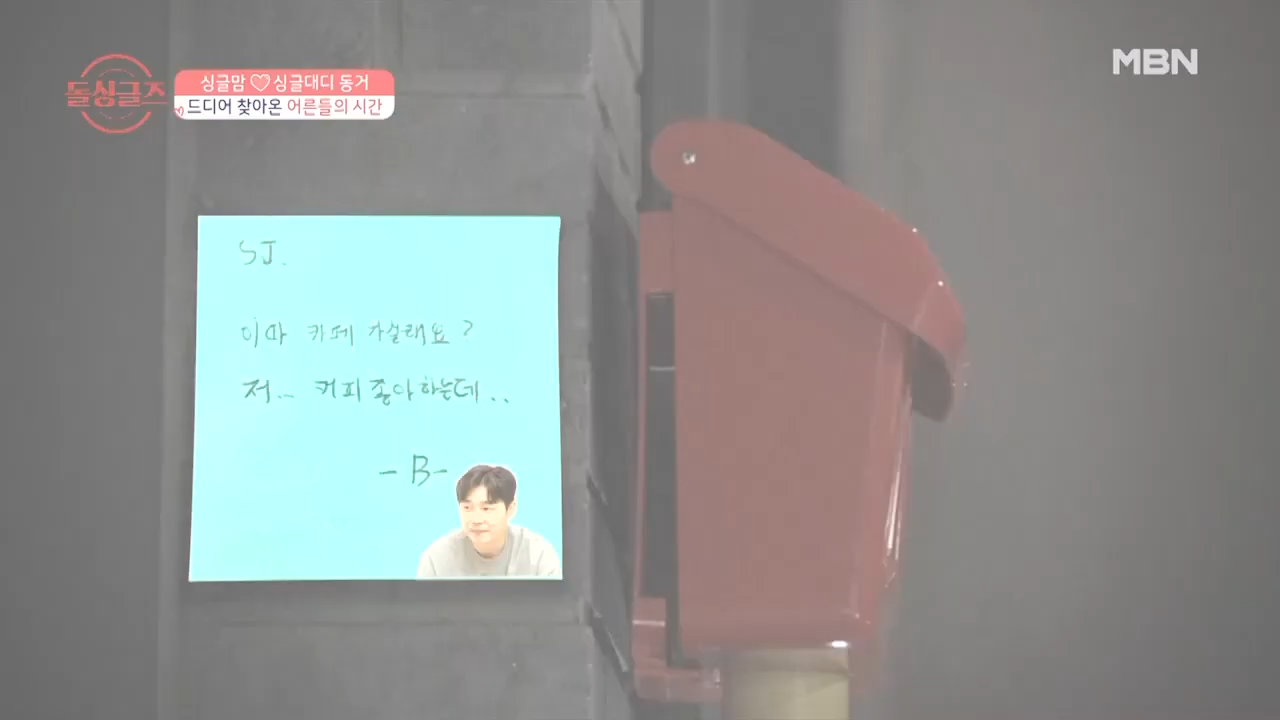 돌싱글즈
싱글맘♡싱글대디 동거
드디어 찾아온 어른들의 시간
MBN
SJ.
이따 카페 가실래요?
저... 커피 좋아하는데..
-B-